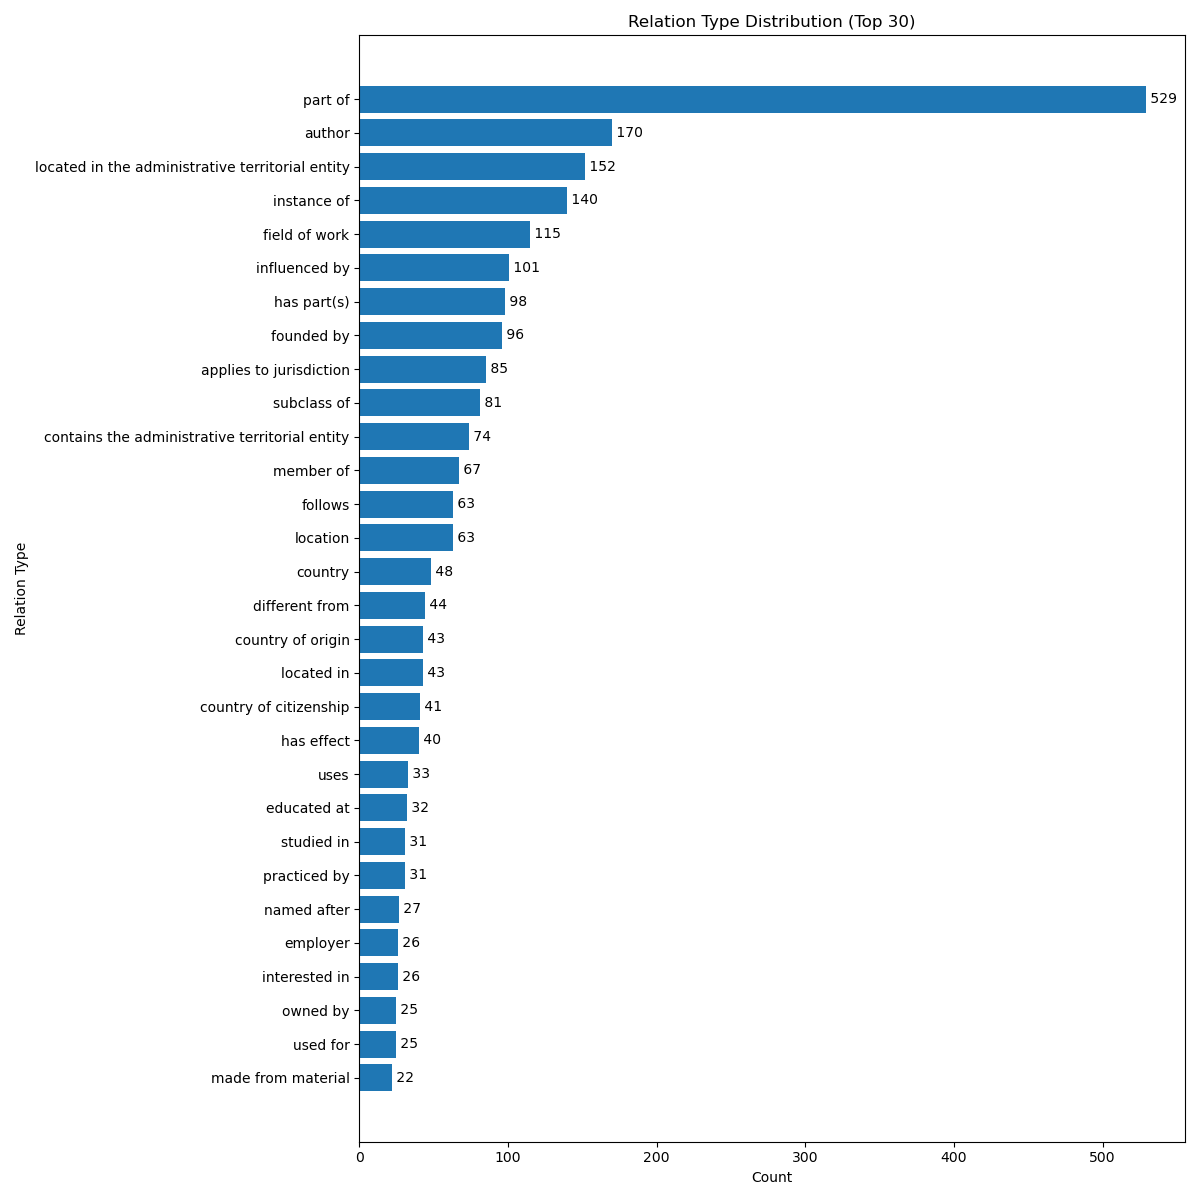 Relation Type Distribution (Top 30)
part of 529
author 170
located in the administrative territorial entity 152
instance of 140
field of work 115
influenced by 101
has part(s) 98
founded by 96
applies to jurisdiction 85
subclass of 81
contains the administrative territorial entity 74
member of 67
follows 63
location 63
country 48
different from 44
country of origin 43
located in 43
country of citizenship 41
has effect 40
uses 33
educated at 32
studied in 31
practiced by 31
named after 27
employer 26
interested in 26
owned by 25
used for 25
made from material 22
Relation Type
0 100 200 300 400 500
Count